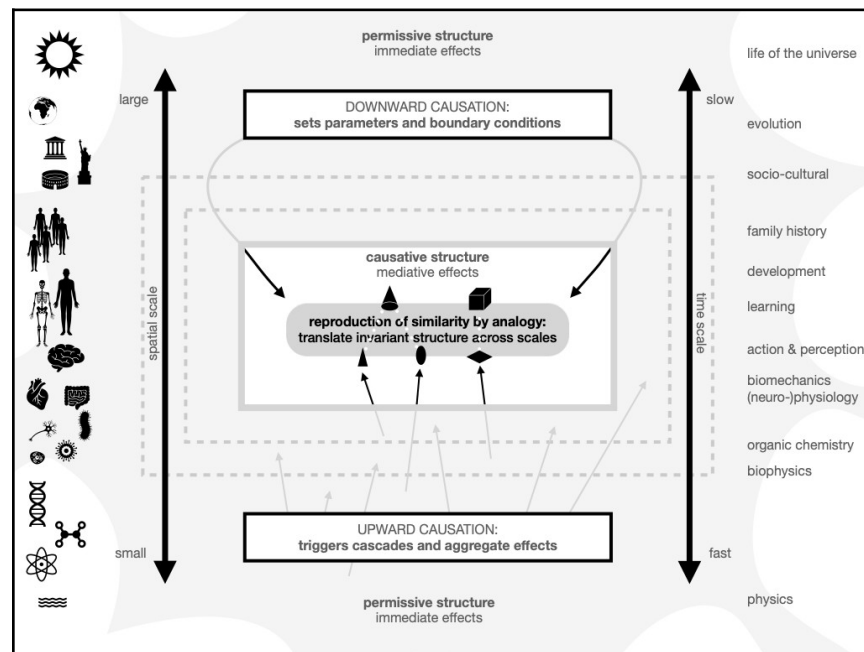 permissive structure
immediate effects
life of the universe
large
slow
DOWNWARD CAUSATION:
sets parameters and boundary conditions
evolution
socio-cultural
family history
causative structure
mediative effects
development
learning
spatial scale
time scale
reproduction of similarity by analogy:
translate invariant structure across scales
action & perception
biomechanics
(neuro-)physiology
organic chemistry
biophysics
UPWARD CAUSATION:
triggers cascades and aggregate effects
small
fast
permissive structure
immediate effects
physics